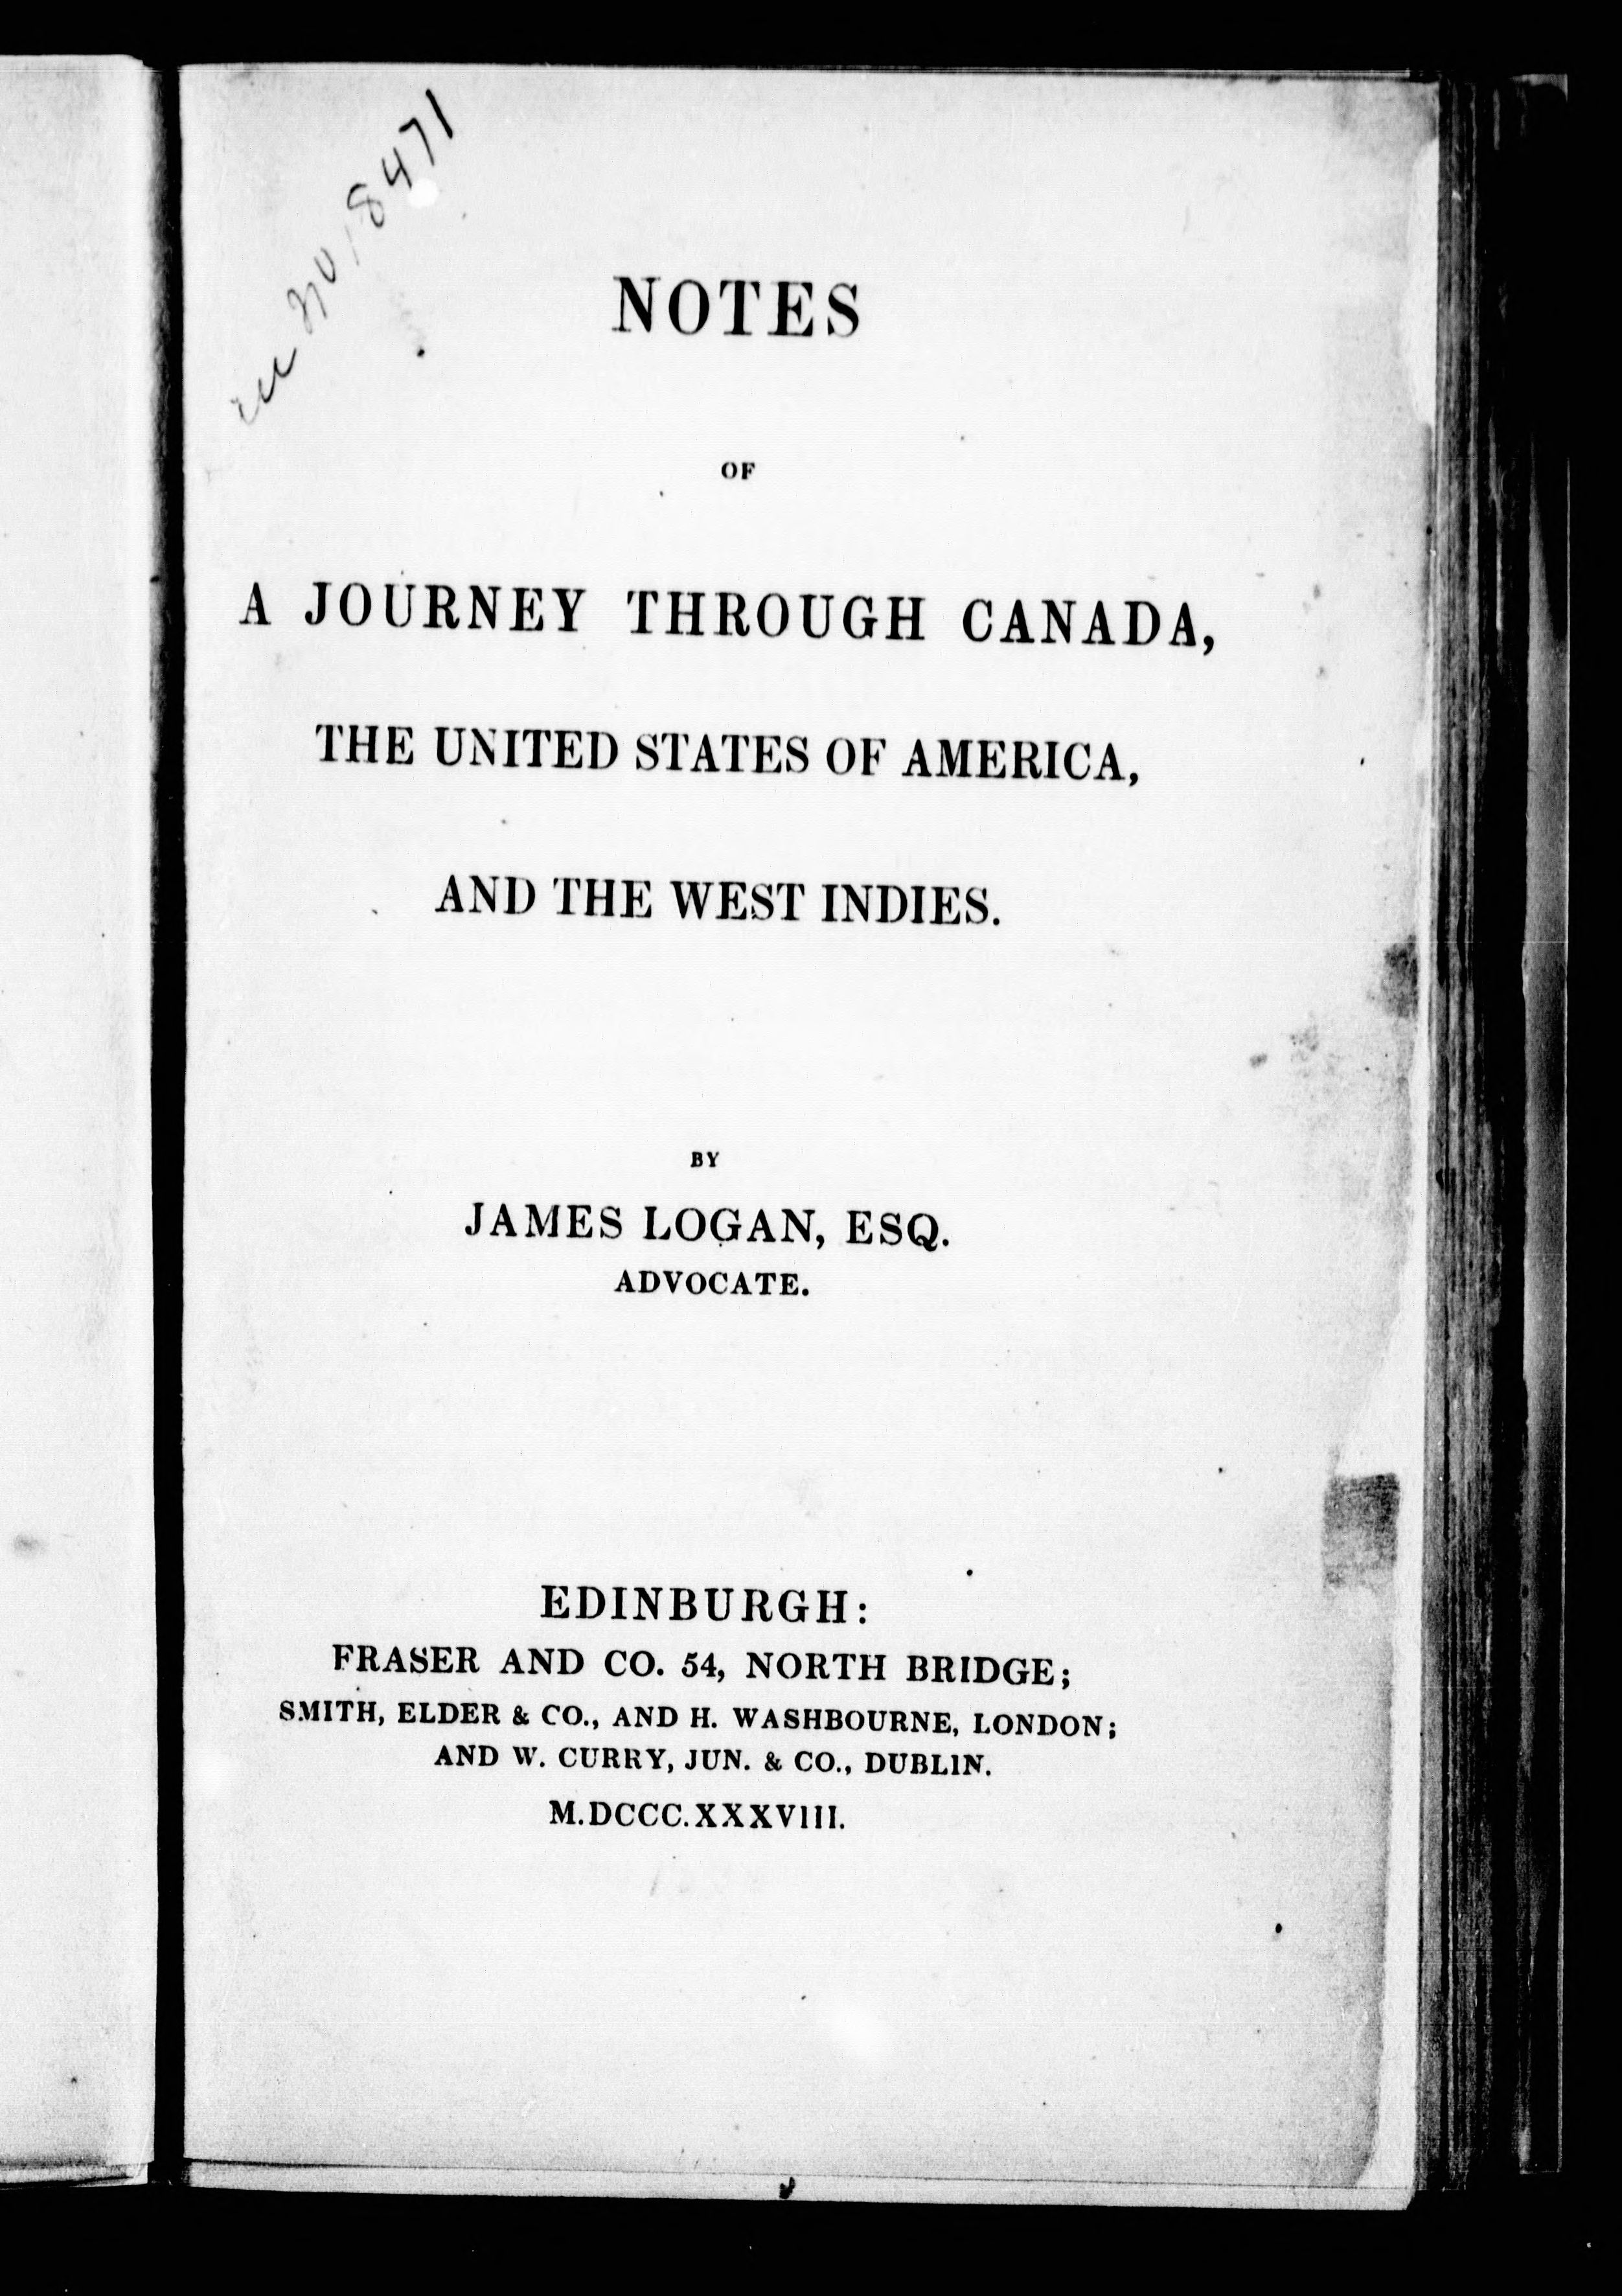 8471
NOTES
OF
A JOURNEY THROUGH CANADA,
THE UNITED STATES OF AMERICA,
AND THE WEST INDIES.
BY
JAMES LOGAN, ESQ.
ADVOCATE.
EDINBURGH:
FRASER AND CO. 54, NORTH BRIDGE;
SMITH, ELDER & CO., AND H. WASHBOURNE, LONDON;
AND W. CURRY, JUN. & CO., DUBLIN.
M.DCCC.XXXVIII.